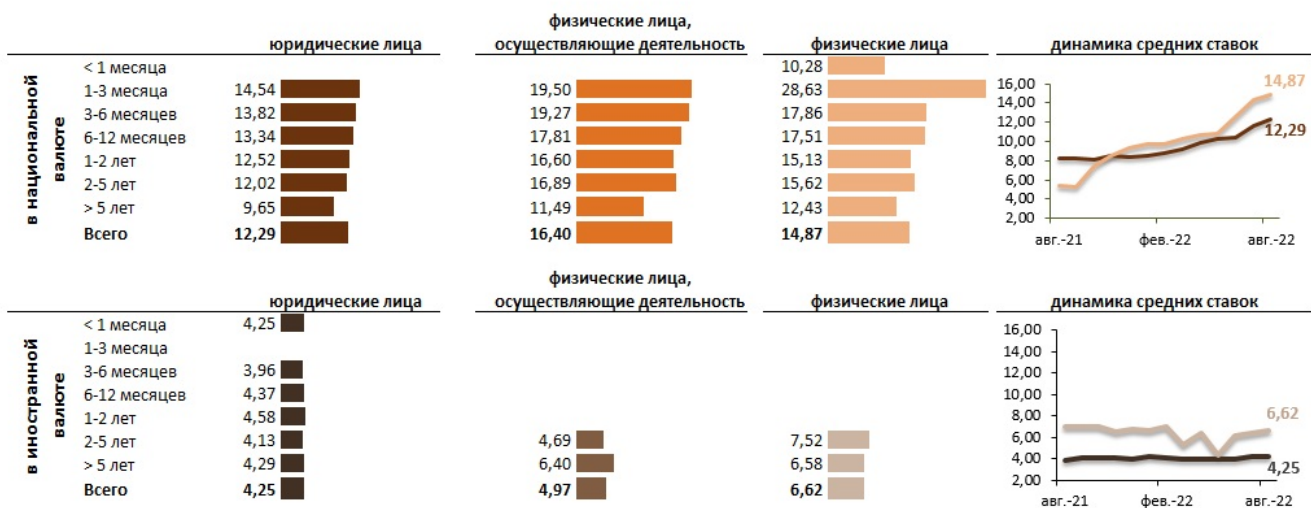 физические лица,
юридические лица осуществляющие деятельность физические лица динамика средних ставок
в национальной валюте
< 1 месяца 10,28
1-3 месяца 14,54 19,50 28,63
3-6 месяцев 13,82 19,27 17,86
6-12 месяцев 13,34 17,81 17,51
1-2 лет 12,52 16,60 15,13
2-5 лет 12,02 16,89 15,62
> 5 лет 9,65 11,49 12,43
Всего 12,29 16,40 14,87
16,00
14,00
12,00
10,00
8,00
6,00
4,00
2,00
14,87
12,29
авг.-21 фев.-22 авг.-22
физические лица,
юридические лица осуществляющие деятельность физические лица динамика средних ставок
в иностранной валюте
< 1 месяца 4,25
1-3 месяца
3-6 месяцев 3,96
6-12 месяцев 4,37
1-2 лет 4,58
2-5 лет 4,13 4,69 7,52
> 5 лет 4,29 6,40 6,58
Всего 4,25 4,97 6,62
16,00
14,00
12,00
10,00
8,00
6,00
4,00
2,00
6,62
4,25
авг.-21 фев.-22 авг.-22